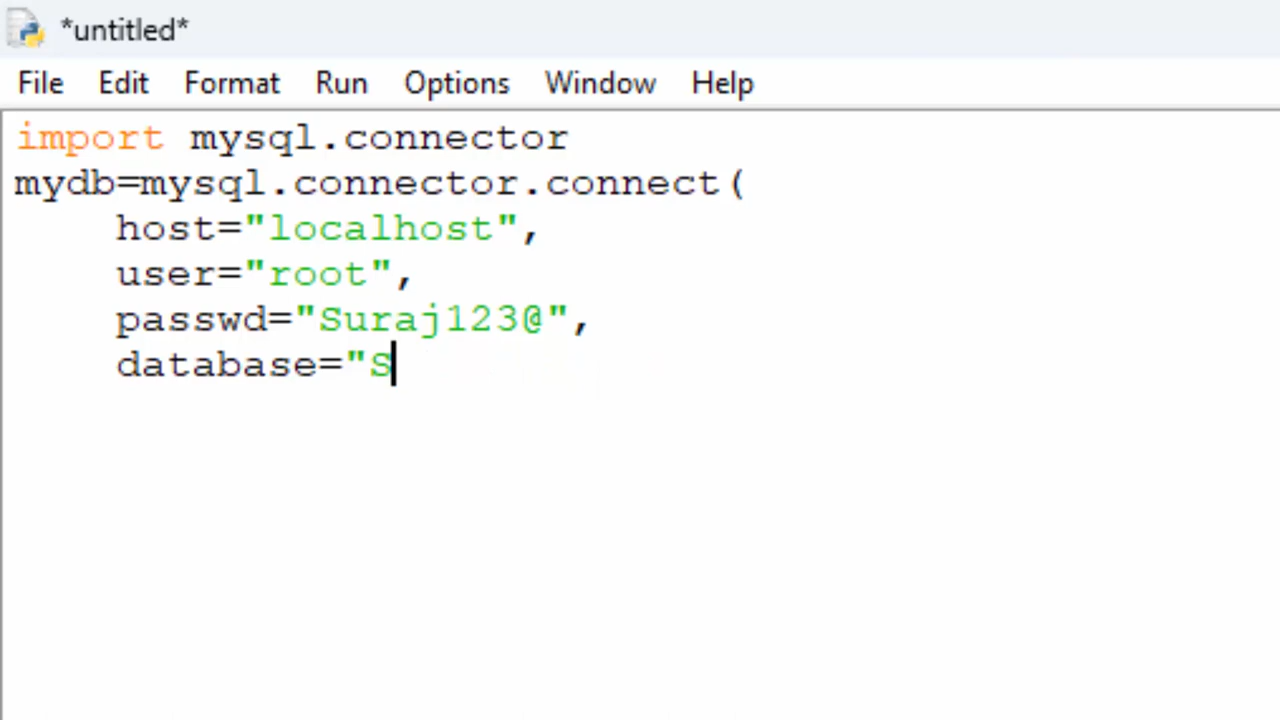 *untitled*
File Edit Format Run Options Window Help
import mysql.connector
mydb=mysql.connector.connect(
    host="localhost",
    user="root",
    passwd="Suraj123@",
    database="S